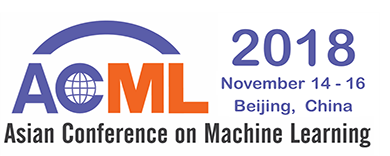 ACML
2018
November 14 - 16
Beijing, China
Asian Conference on Machine Learning